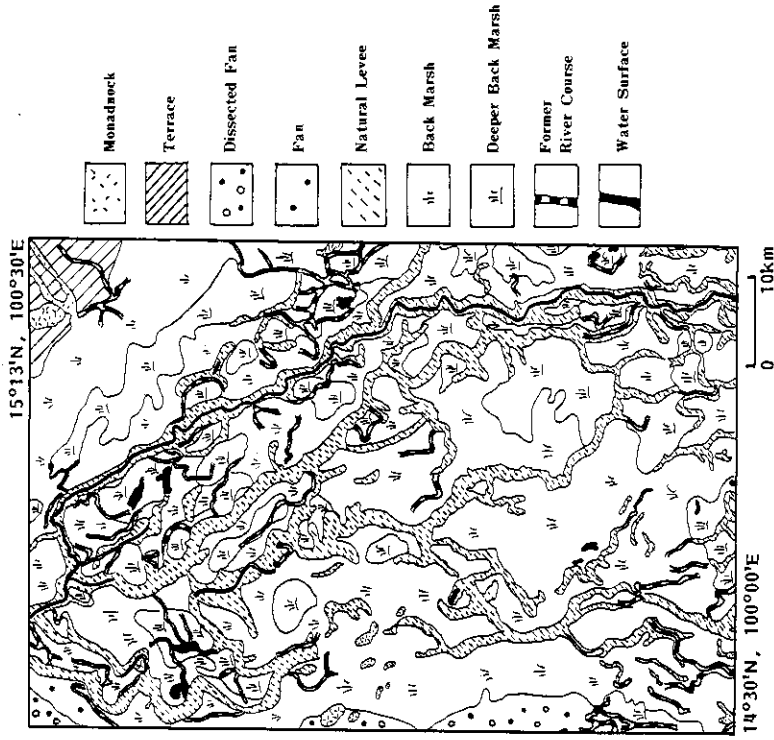 15°13'N, 100°30'E
Monadnock
Terrace
Dissected Fan
Fan
Natural Levee
Back Marsh
Deeper Back Marsh
Former
River Course
Water Surface
14°30'N, 100°00'E
0 10km